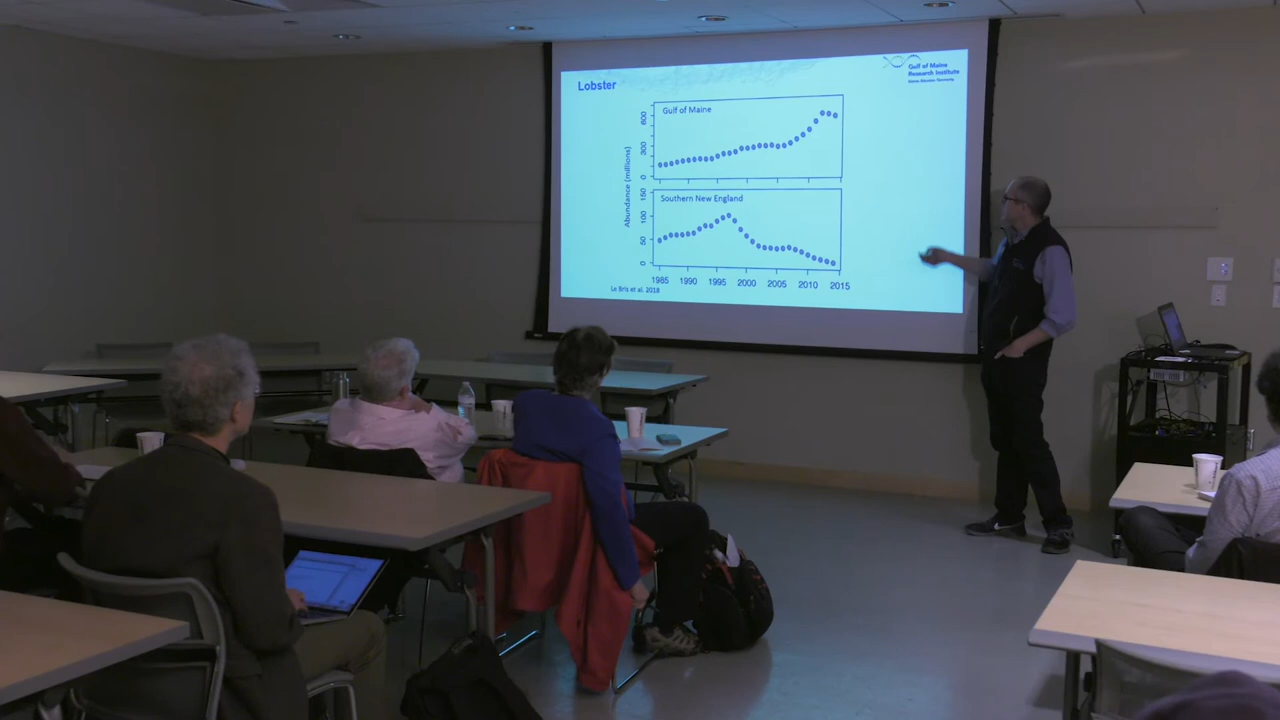 Lobster
Gulf of Maine
Research Institute
Gulf of Maine
600
300
0
Abundance (millions)
Southern New England
150
100
50
0
1985 1990 1995 2000 2005 2010 2015
Le Bris et al. 2018